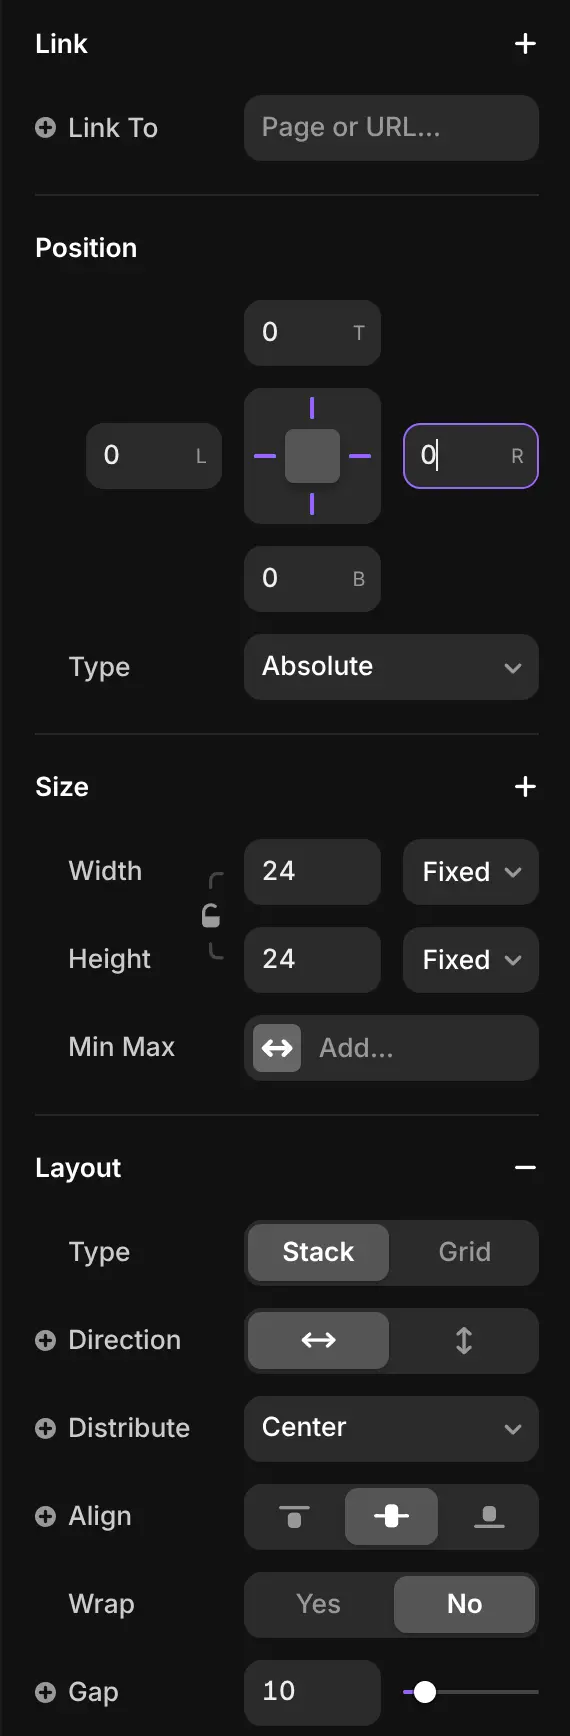 Link
Link To Page or URL...
Position
0 T
0 L 0 R
0 B
Type Absolute
Size
Width 24 Fixed
Height 24 Fixed
Min Max Add...
Layout
Type Stack Grid
Direction
Distribute Center
Align
Wrap Yes No
Gap 10